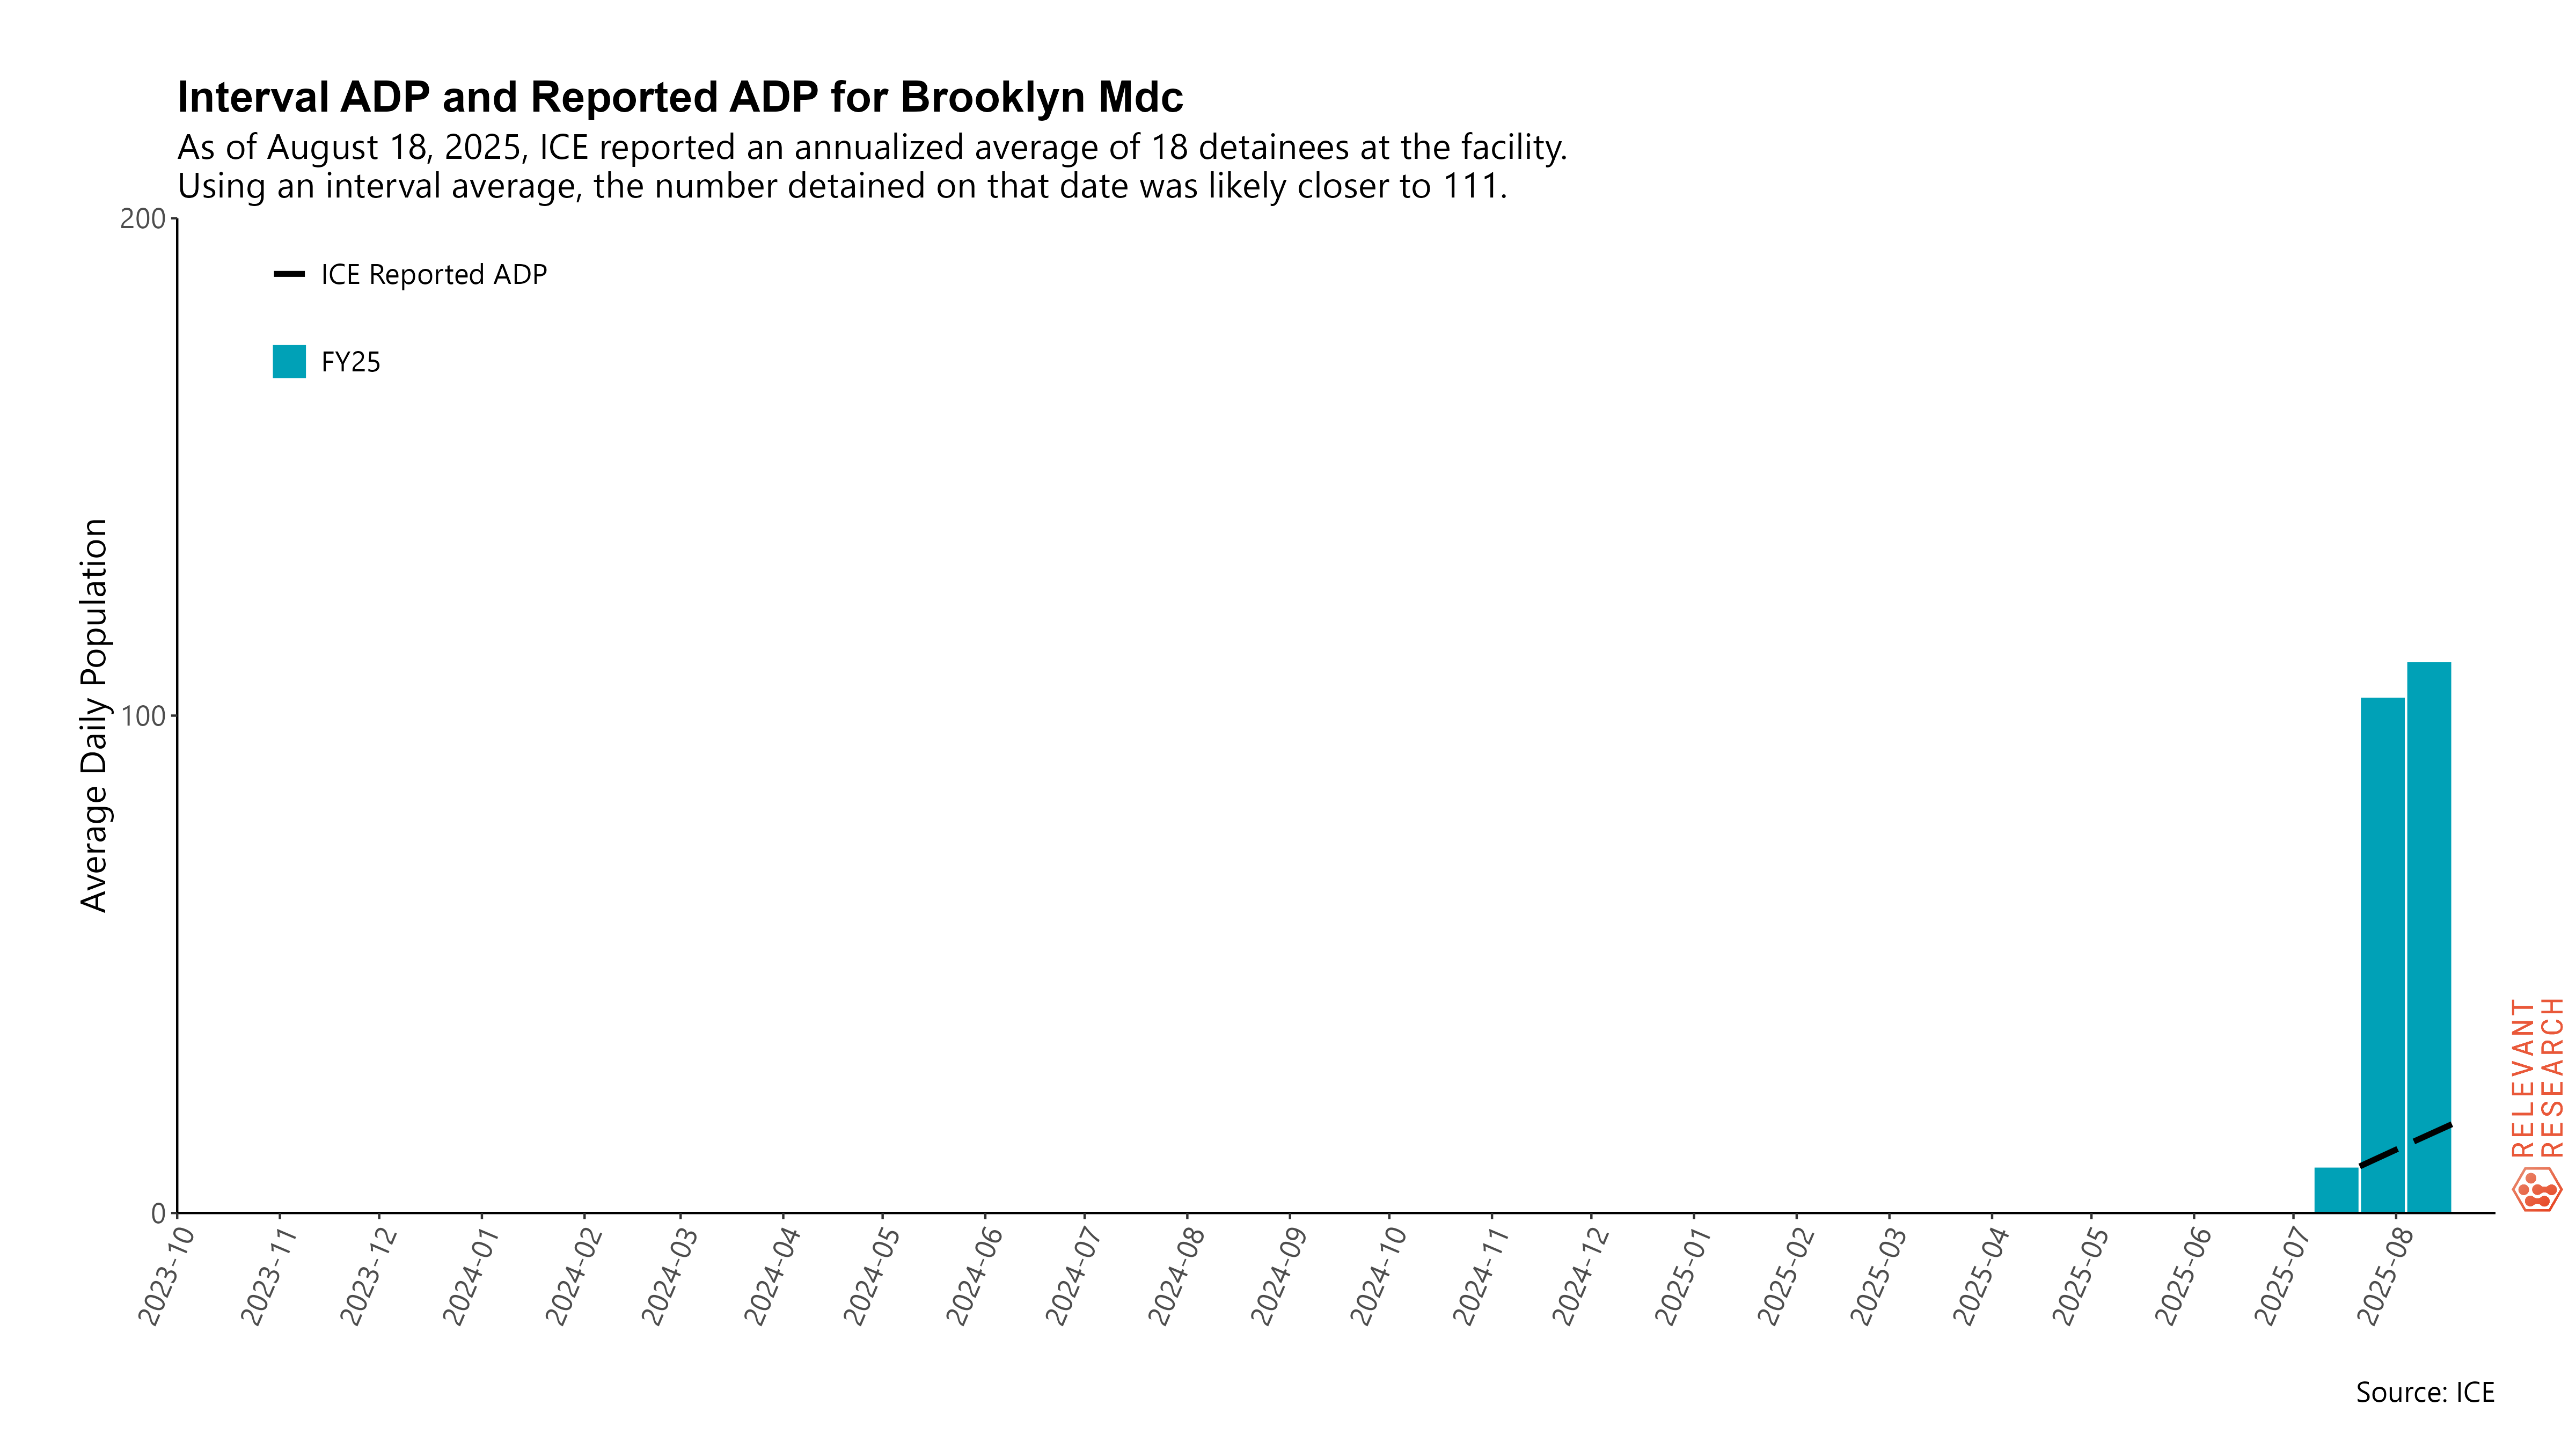 Interval ADP and Reported ADP for Brooklyn Mdc
As of August 18, 2025, ICE reported an annualized average of 18 detainees at the facility.
Using an interval average, the number detained on that date was likely closer to 111.
200
ICE Reported ADP
FY25
Average Daily Population
100
0
2023-10
2023-11
2023-12
2024-01
2024-02
2024-03
2024-04
2024-05
2024-06
2024-07
2024-08
2024-09
2024-10
2024-11
2024-12
2025-01
2025-02
2025-03
2025-04
2025-05
2025-06
2025-07
2025-08
RELEVANT
RESEARCH
Source: ICE